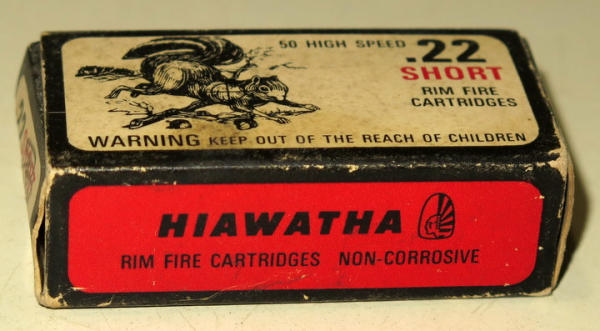 50 HIGH SPEED .22
SHORT
RIM FIRE
CARTRIDGES
WARNING KEEP OUT OF THE REACH OF CHILDREN
HIAWATHA
RIM FIRE CARTRIDGES NON-CORROSIVE